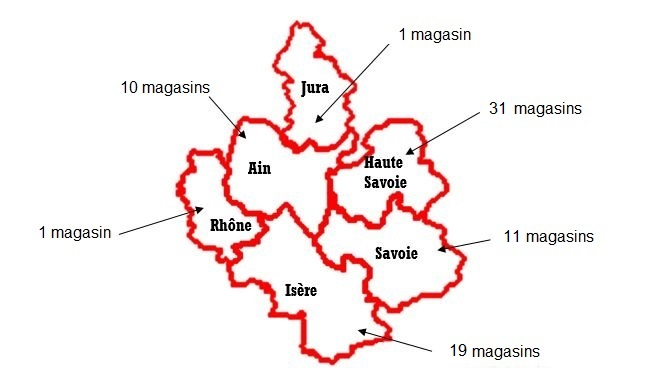 1 magasin
Jura
10 magasins
31 magasins
Haute
Savoie
Ain
Rhône
1 magasin
Savoie
11 magasins
Isère
19 magasins